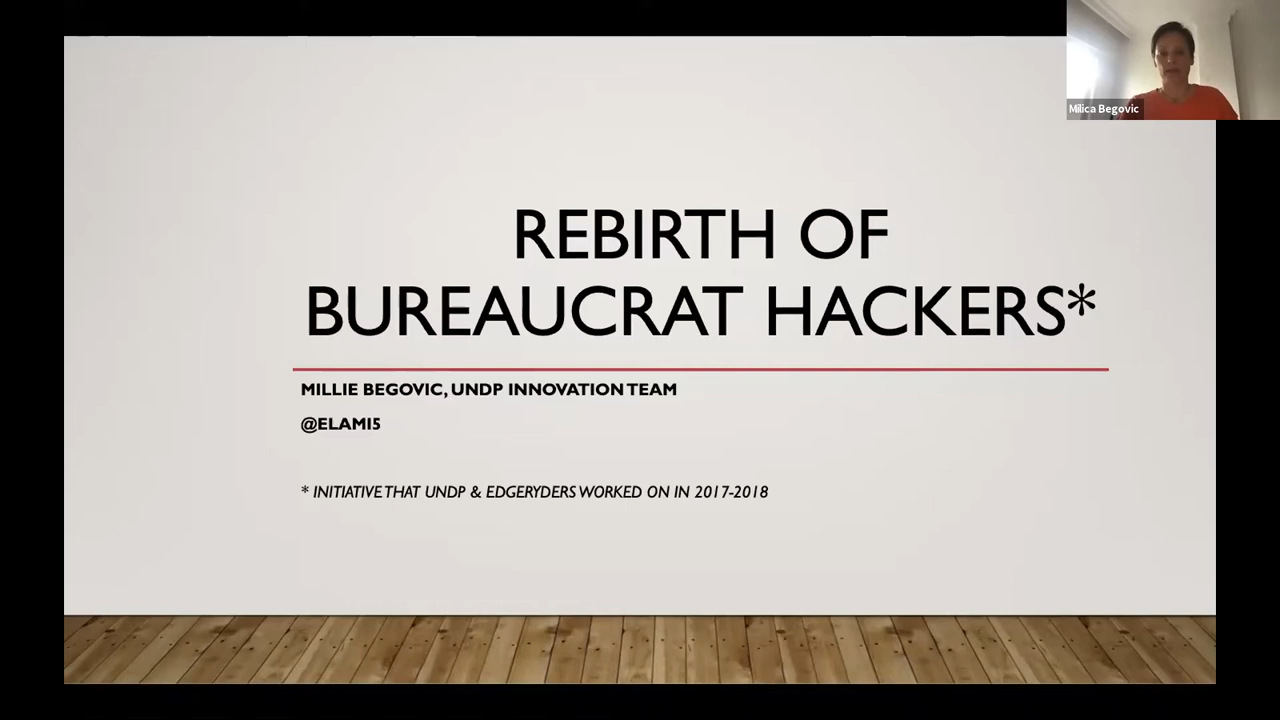 Milica Begovic
REBIRTH OF
BUREAUCRAT HACKERS*
MILLIE BEGOVIC, UNDP INNOVATION TEAM
@ELAMI5
* INITIATIVE THAT UNDP & EDGERYDERS WORKED ON IN 2017-2018